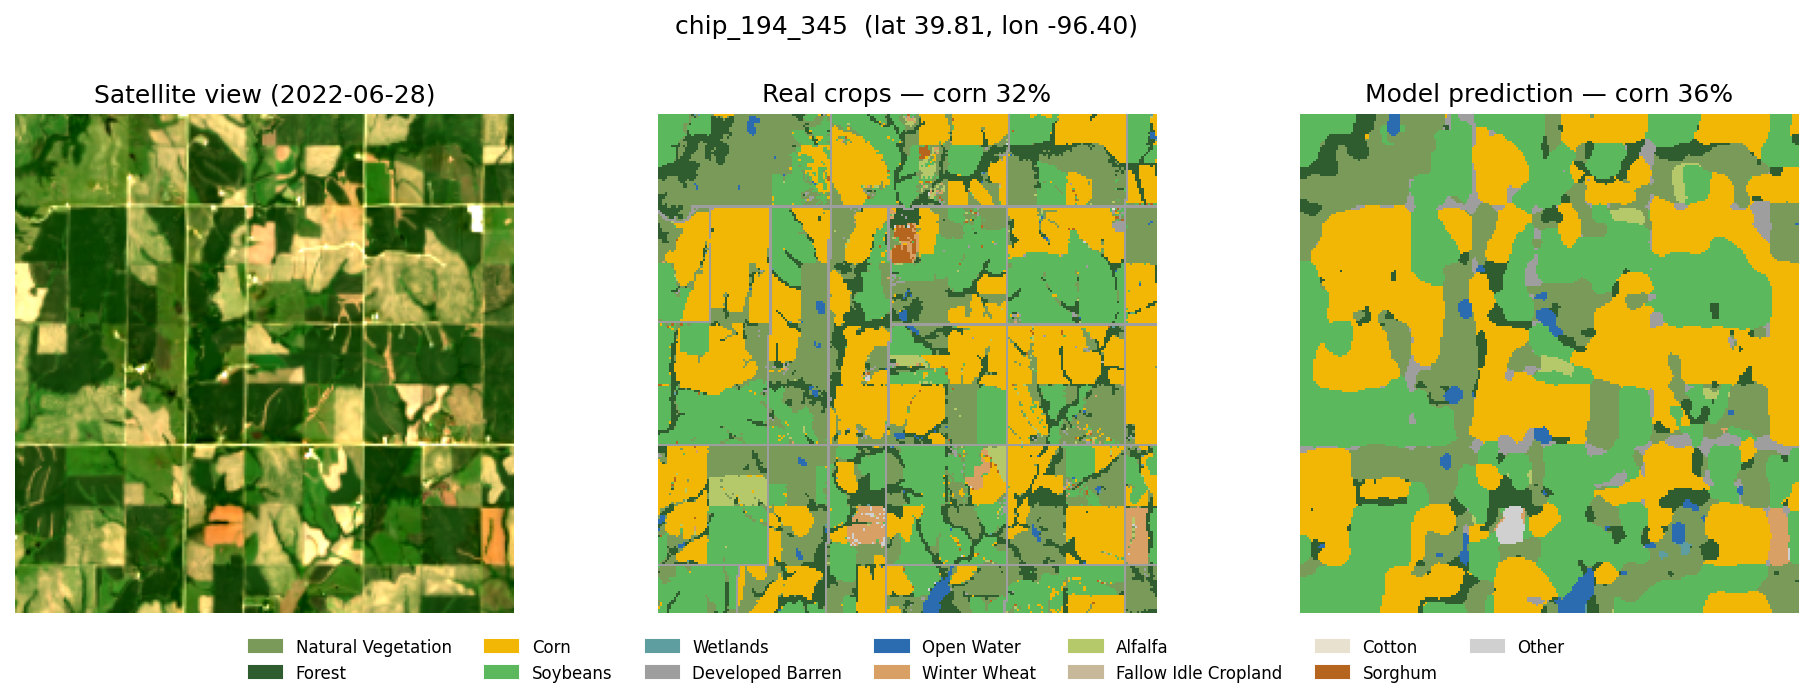 chip_194_345  (lat 39.81, lon -96.40)
Satellite view (2022-06-28)
Real crops — corn 32%
Model prediction — corn 36%
Natural Vegetation
Forest
Corn
Soybeans
Wetlands
Developed Barren
Open Water
Winter Wheat
Alfalfa
Fallow Idle Cropland
Cotton
Sorghum
Other